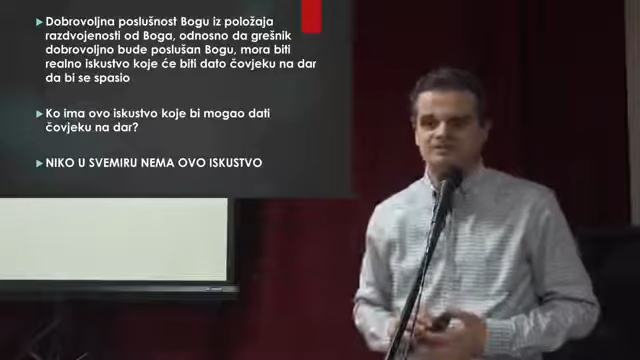 Dobrovoljna poslušnost Bogu iz položaja
razdvojenosti od Boga, odnosno da grešnik
dobrovoljno bude poslušan Bogu, mora biti
realno iskustvo koje će biti dato čovjeku na dar
da bi se spasio
Ko ima ovo iskustvo koje bi mogao dati
čovjeku na dar?
NIKO U SVEMIRU NEMA OVO ISKUSTVO